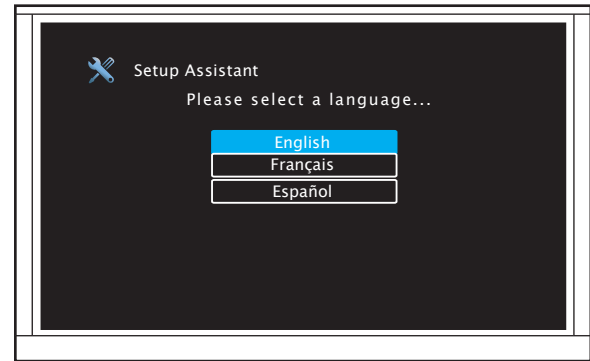 Setup Assistant
Please select a language...
English
Français
Español